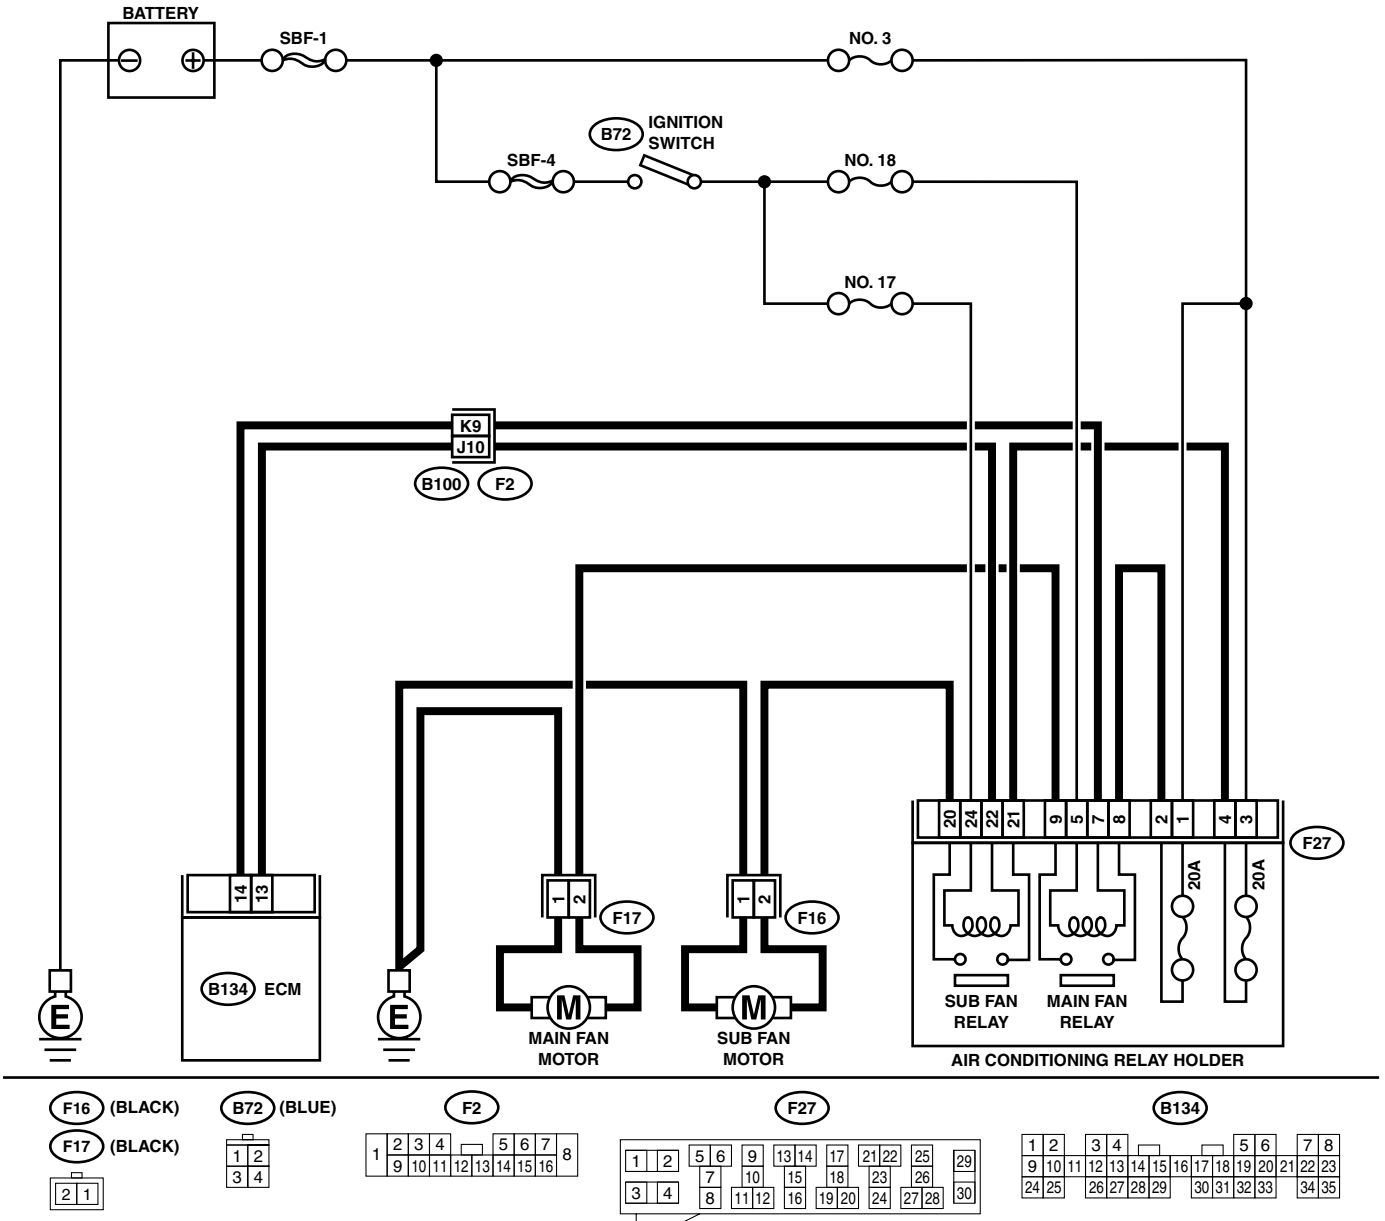 BATTERY
SBF-1
NO. 3
B72
IGNITION
SWITCH
SBF-4
NO. 18
NO. 17
K9
J10
B100
F2
20
24
22
21
9
5
7
8
2
1
4
3
F27
20A
20A
14
13
1
2
F17
1
2
F16
B134
ECM
E
E
M
M
MAIN FAN
MOTOR
SUB FAN
MOTOR
SUB FAN
RELAY
MAIN FAN
RELAY
AIR CONDITIONING RELAY HOLDER
F16 (BLACK)
F17 (BLACK)
2 1
B72 (BLUE)
1 2
3 4
F2
1 2 3 4 5 6 7 8
9 10 11 12 13 14 15 16
F27
1 2 5 6 9 13 14 17 21 22 25 29
7 10 15 18 23 26
3 4 8 11 12 16 19 20 24 27 28 30
B134
1 2 3 4 5 6 7 8
9 10 11 12 13 14 15 16 17 18 19 20 21 22 23
24 25 26 27 28 29 30 31 32 33 34 35